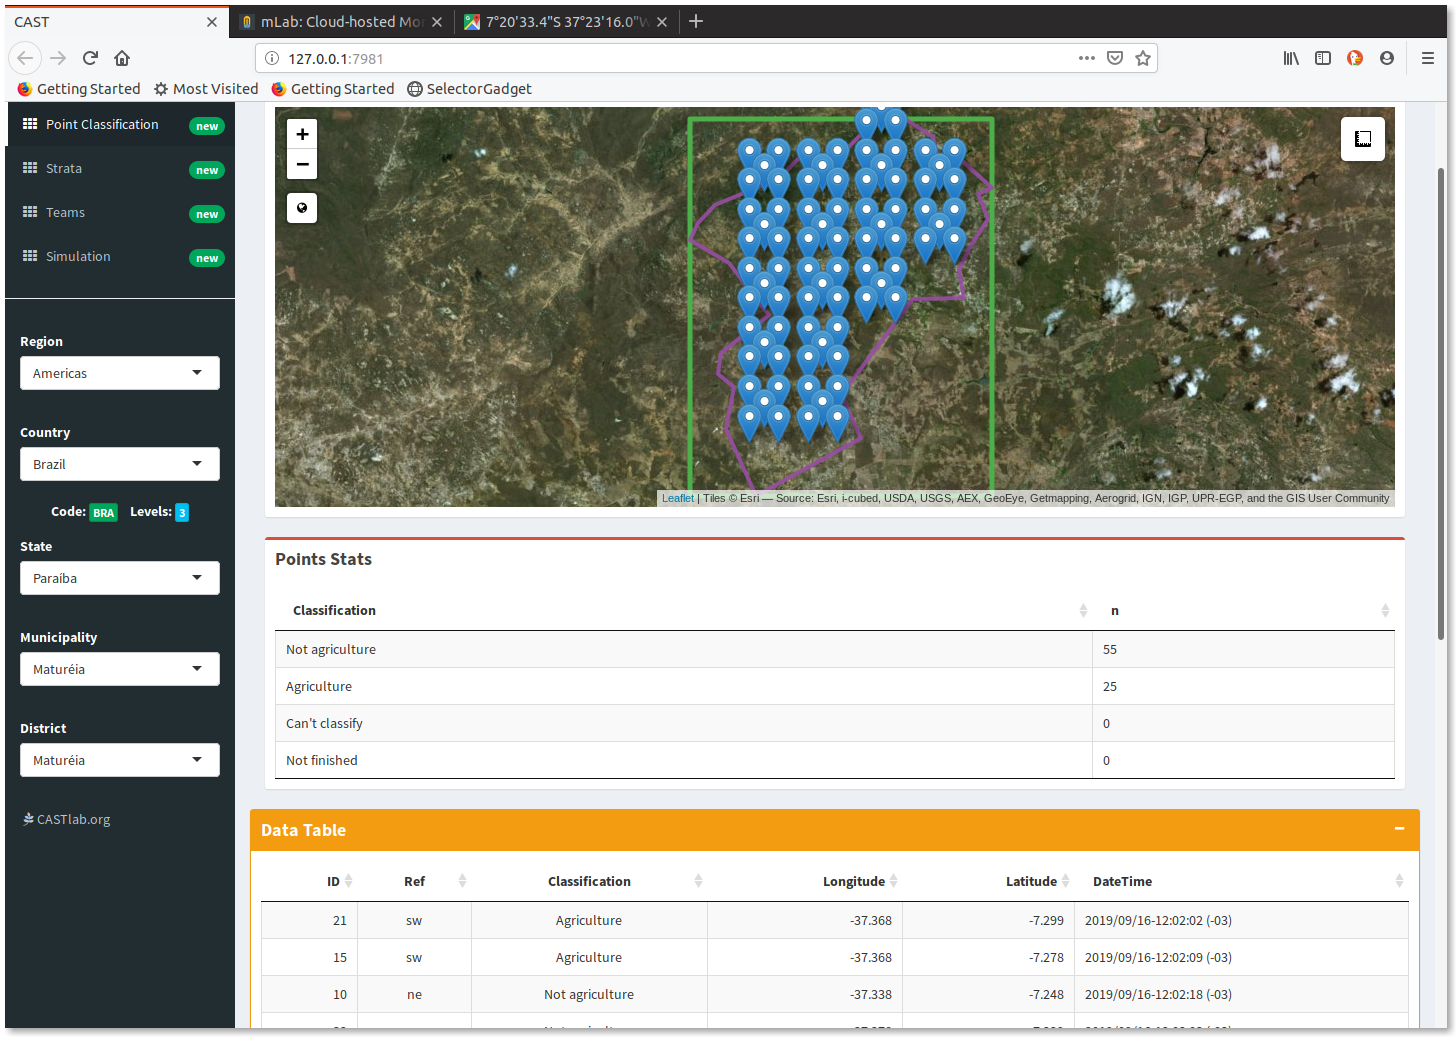 CAST
mLab: Cloud-hosted Mo
7°20'33.4"S 37°23'16.0"W
127.0.0.1:7981
Getting Started
Most Visited
Getting Started
SelectorGadget
Point Classification
new
Strata
new
Teams
new
Simulation
new
Region
Americas
Country
Brazil
Code: BRA Levels: 3
State
Paraíba
Municipality
Maturéia
District
Maturéia
CASTlab.org
+
−
Leaflet | Tiles © Esri — Source: Esri, i-cubed, USDA, USGS, AEX, GeoEye, Getmapping, Aerogrid, IGN, IGP, UPR-EGP, and the GIS User Community
Points Stats
Classification n
Not agriculture 55
Agriculture 25
Can't classify 0
Not finished 0
Data Table
ID Ref Classification Longitude Latitude DateTime
21 sw Agriculture -37.368 -7.299 2019/09/16-12:02:02 (-03)
15 sw Agriculture -37.368 -7.278 2019/09/16-12:02:09 (-03)
10 ne Not agriculture -37.338 -7.248 2019/09/16-12:02:18 (-03)